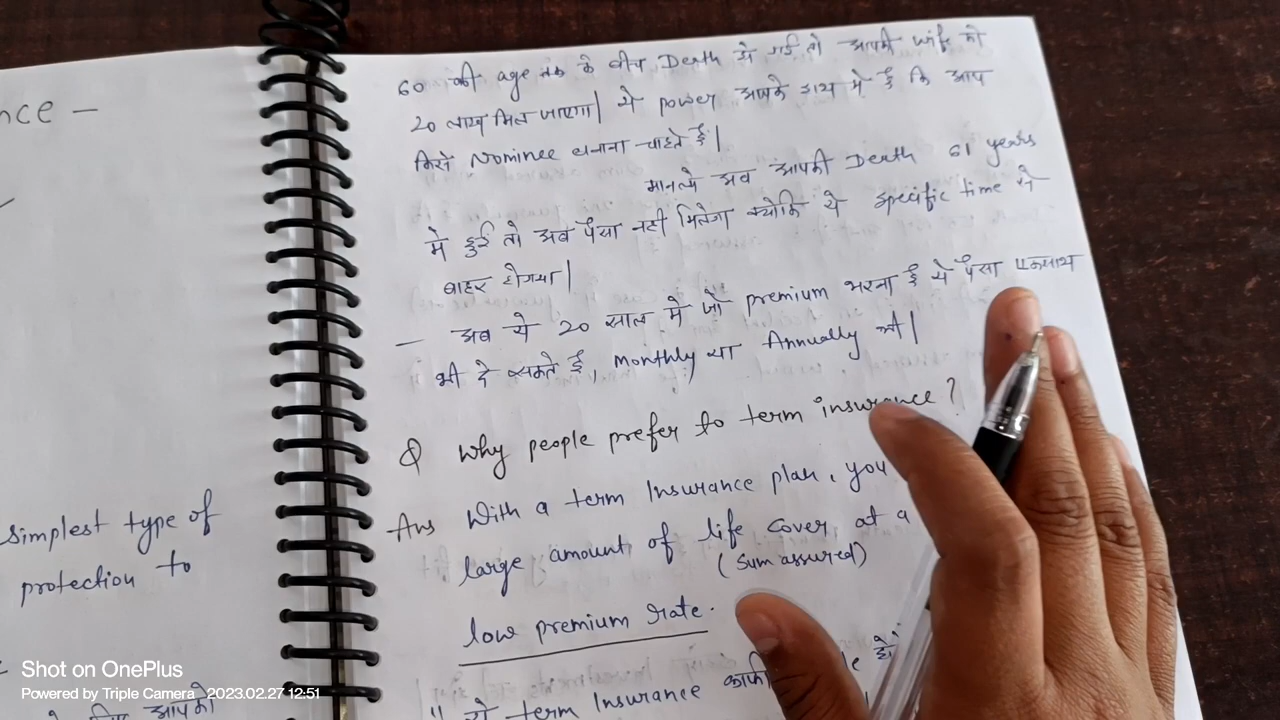 nce -
simplest type of
protection to
आपको
60 की age तक के बीच Death हो गई तो आपकी wife को
20 लाख मिल जाएगा| ये power आपके हाथ मे है कि आप
किसे Nominee बनाना चाहते है|
मानलो अब आपकी Death 61 years
मे हुई तो अब पैसा नही मिलेगा क्योकि ये specific time से
बाहर होगया|
- अब ये 20 साल मे जो premium भरना है ये पैसा एकसाथ
भी दे सकते है, monthly या Annually भी|
Q Why people prefer to term insurance?
Ans With a term Insurance plan, you
large amount of life cover at a
(sum assured)
low premium rate.
" ये term Insurance काफी
Shot on OnePlus
Powered by Triple Camera 2023.02.27 12:51